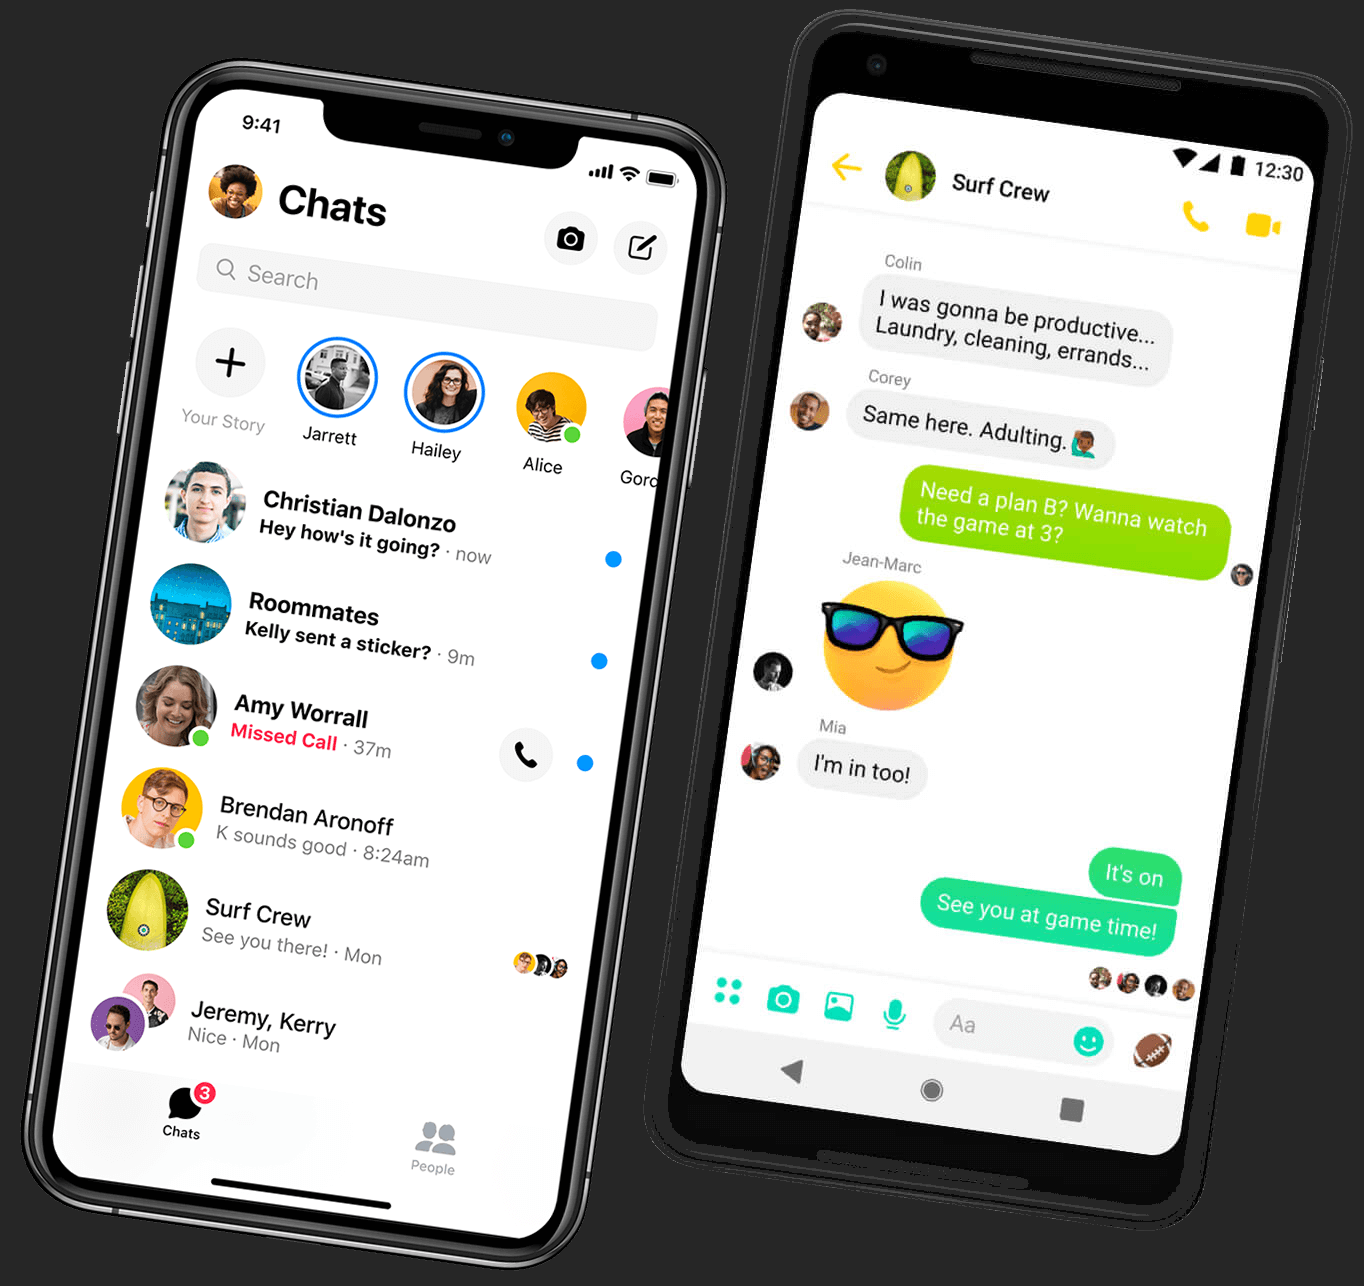 9:41
Chats
Search
Your Story
Jarrett
Hailey
Alice
Gord
Christian Dalonzo
Hey how's it going? · now
Roommates
Kelly sent a sticker? · 9m
Amy Worrall
Missed Call · 37m
Brendan Aronoff
K sounds good · 8:24am
Surf Crew
See you there! · Mon
Jeremy, Kerry
Nice · Mon
3
Chats
People
12:30
Surf Crew
Colin
I was gonna be productive...
Laundry, cleaning, errands...
Corey
Same here. Adulting. 🙋🏾‍♂️
Need a plan B? Wanna watch
the game at 3?
Jean-Marc
Mia
I'm in too!
It's on
See you at game time!
Aa